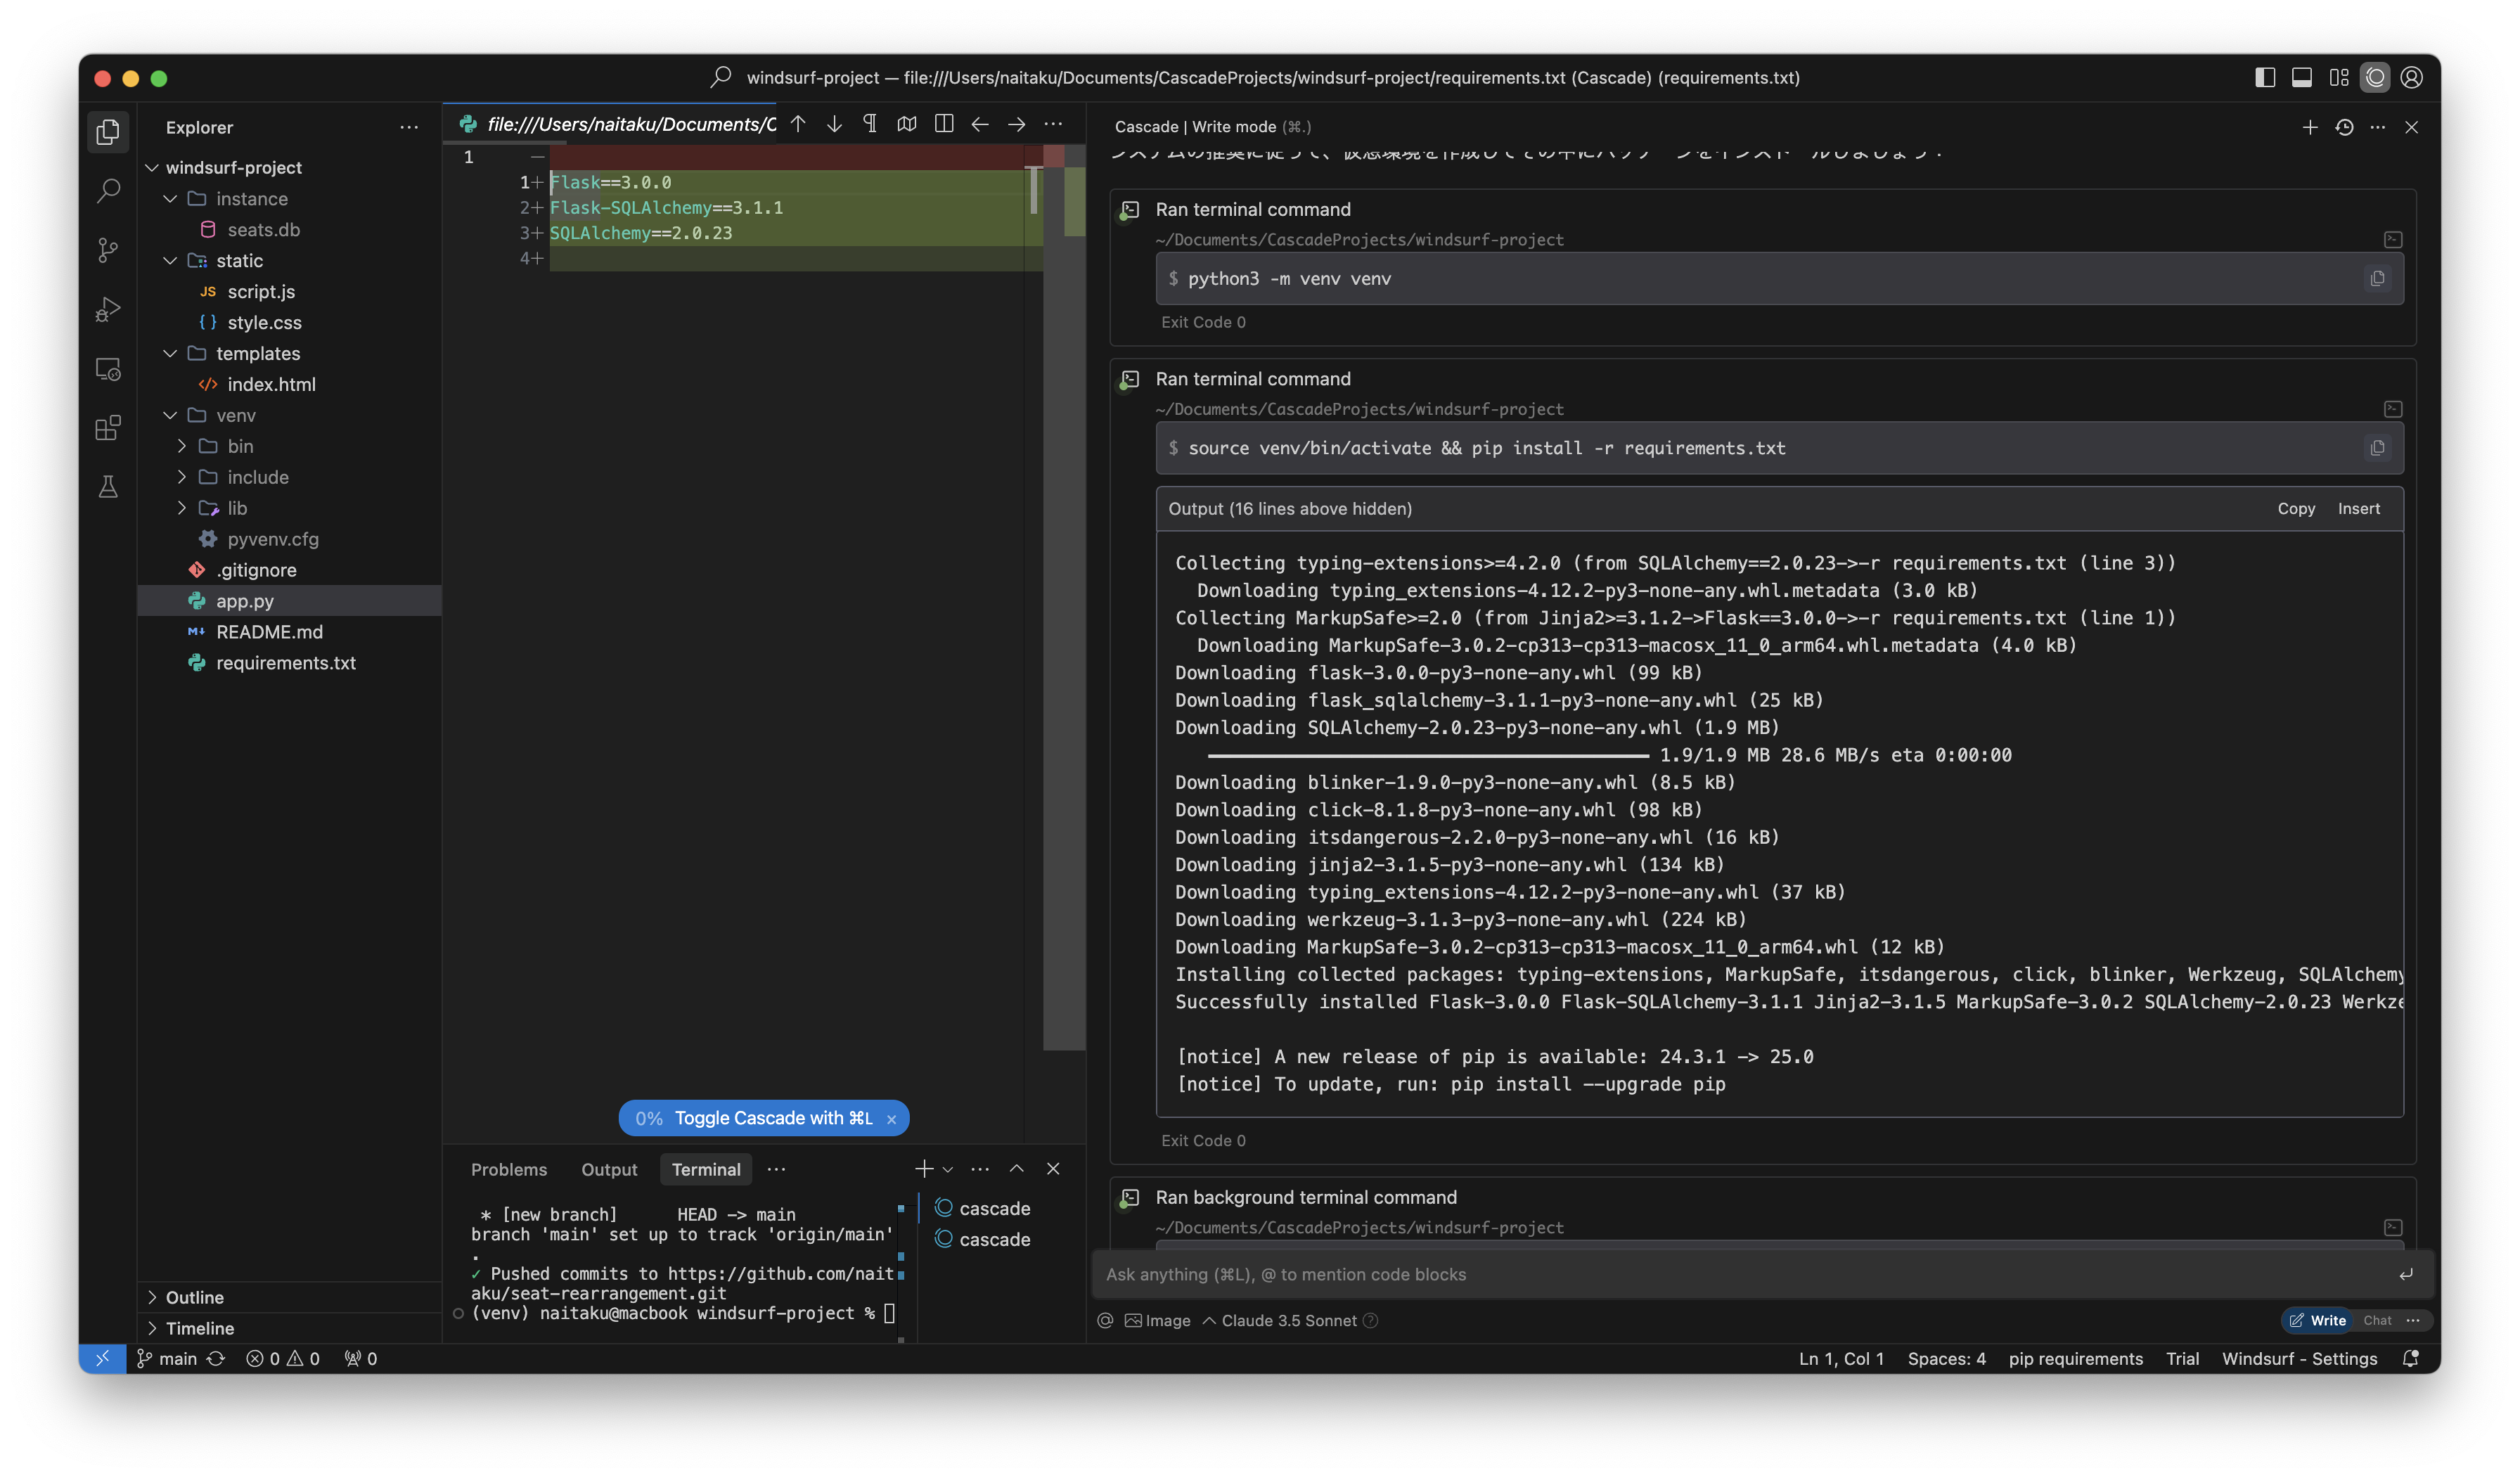 windsurf-project — file:///Users/naitaku/Documents/CascadeProjects/windsurf-project/requirements.txt (Cascade) (requirements.txt)
Explorer
windsurf-project
instance
seats.db
static
JS script.js
{ } style.css
templates
</> index.html
venv
bin
include
lib
pyvenv.cfg
.gitignore
app.py
M↓ README.md
requirements.txt
Outline
Timeline
file:///Users/naitaku/Documents/C
1 —
1+ Flask==3.0.0
2+ Flask-SQLAlchemy==3.1.1
3+ SQLAlchemy==2.0.23
4+
0% Toggle Cascade with ⌘L ×
Problems Output Terminal ···
* [new branch]      HEAD -> main
branch 'main' set up to track 'origin/main'
.
✓ Pushed commits to https://github.com/nait
aku/seat-rearrangement.git
(venv) naitaku@macbook windsurf-project %
cascade
cascade
Cascade | Write mode (⌘.)
Ran terminal command
~/Documents/CascadeProjects/windsurf-project
$ python3 -m venv venv
Exit Code 0
Ran terminal command
~/Documents/CascadeProjects/windsurf-project
$ source venv/bin/activate && pip install -r requirements.txt
Output (16 lines above hidden) Copy Insert
Collecting typing-extensions>=4.2.0 (from SQLAlchemy==2.0.23->-r requirements.txt (line 3))
Downloading typing_extensions-4.12.2-py3-none-any.whl.metadata (3.0 kB)
Collecting MarkupSafe>=2.0 (from Jinja2>=3.1.2->Flask==3.0.0->-r requirements.txt (line 1))
Downloading MarkupSafe-3.0.2-cp313-cp313-macosx_11_0_arm64.whl.metadata (4.0 kB)
Downloading flask-3.0.0-py3-none-any.whl (99 kB)
Downloading flask_sqlalchemy-3.1.1-py3-none-any.whl (25 kB)
Downloading SQLAlchemy-2.0.23-py3-none-any.whl (1.9 MB)
1.9/1.9 MB 28.6 MB/s eta 0:00:00
Downloading blinker-1.9.0-py3-none-any.whl (8.5 kB)
Downloading click-8.1.8-py3-none-any.whl (98 kB)
Downloading itsdangerous-2.2.0-py3-none-any.whl (16 kB)
Downloading jinja2-3.1.5-py3-none-any.whl (134 kB)
Downloading typing_extensions-4.12.2-py3-none-any.whl (37 kB)
Downloading werkzeug-3.1.3-py3-none-any.whl (224 kB)
Downloading MarkupSafe-3.0.2-cp313-cp313-macosx_11_0_arm64.whl (12 kB)
Installing collected packages: typing-extensions, MarkupSafe, itsdangerous, click, blinker, Werkzeug, SQLAlchemy
Successfully installed Flask-3.0.0 Flask-SQLAlchemy-3.1.1 Jinja2-3.1.5 MarkupSafe-3.0.2 SQLAlchemy-2.0.23 Werkze
[notice] A new release of pip is available: 24.3.1 -> 25.0
[notice] To update, run: pip install --upgrade pip
Exit Code 0
Ran background terminal command
~/Documents/CascadeProjects/windsurf-project
Ask anything (⌘L), @ to mention code blocks
@ Image Claude 3.5 Sonnet Write Chat ···
main 0 0 0 Ln 1, Col 1 Spaces: 4 pip requirements Trial Windsurf - Settings